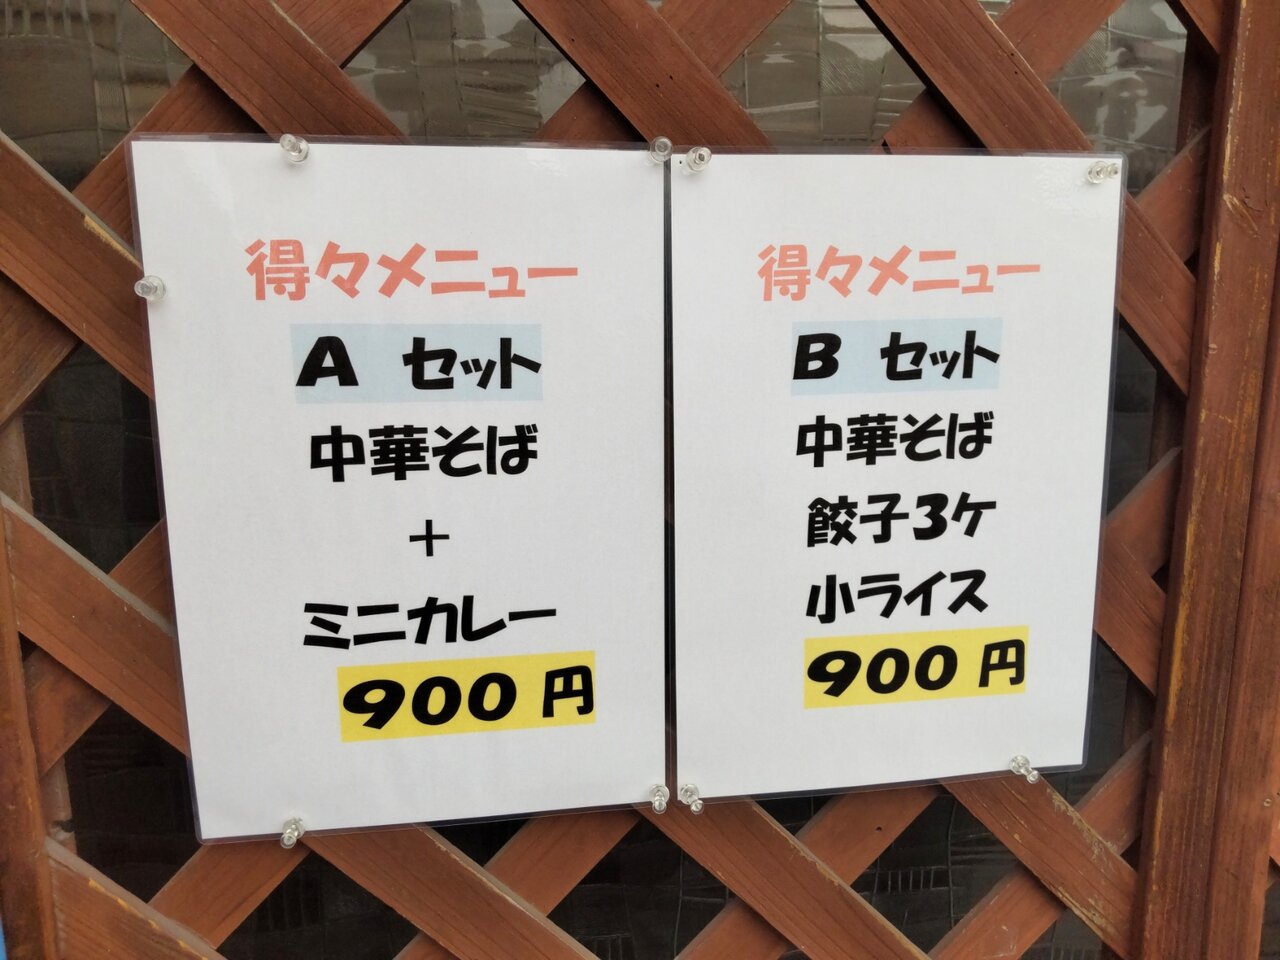 得々メニュー
A セット
中華そば
+
ミニカレー
900 円
得々メニュー
B セット
中華そば
餃子3ケ
小ライス
900 円